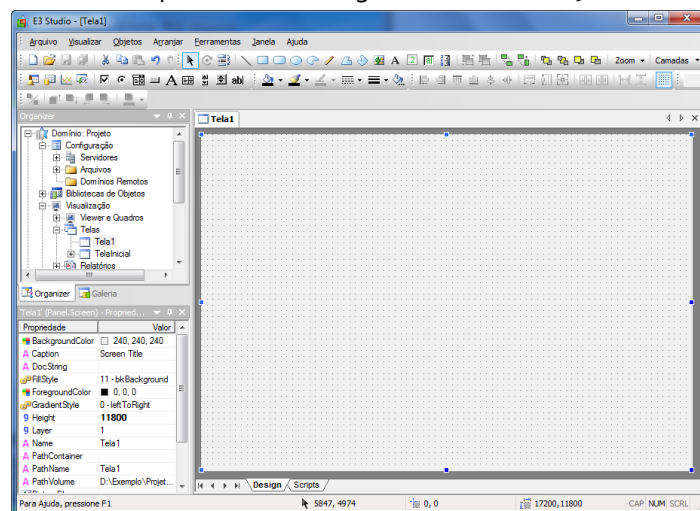 E3 Studio - [Tela1]
Arquivo Visualizar Objetos Arranjar Ferramentas Janela Ajuda
Zoom Camadas
Organizer
Tela1
Domínio: Projeto
Configuração
Servidores
Arquivos
Domínios Remotos
Bibliotecas de Objetos
Visualização
Viewer e Quadros
Telas
Tela1
TelaInicial
Relatórios
Organizer Galeria
Tela1' (Panel.Screen) - Propried...
Propriedade Valor
BackgroundColor 240, 240, 240
A Caption Screen Title
A DocString
FillStyle 11 - bkBackground
ForegroundColor 0, 0, 0
GradientStyle 0 - leftToRight
9 Height 11800
9 Layer 1
A Name Tela1
A PathContainer
A PathName Tela1
A PathVolume D:\Exemplo\Projet...
Design Scripts
Para Ajuda, pressione F1 5847, 4974 0, 0 17200,11800 CAP NUM SCRL